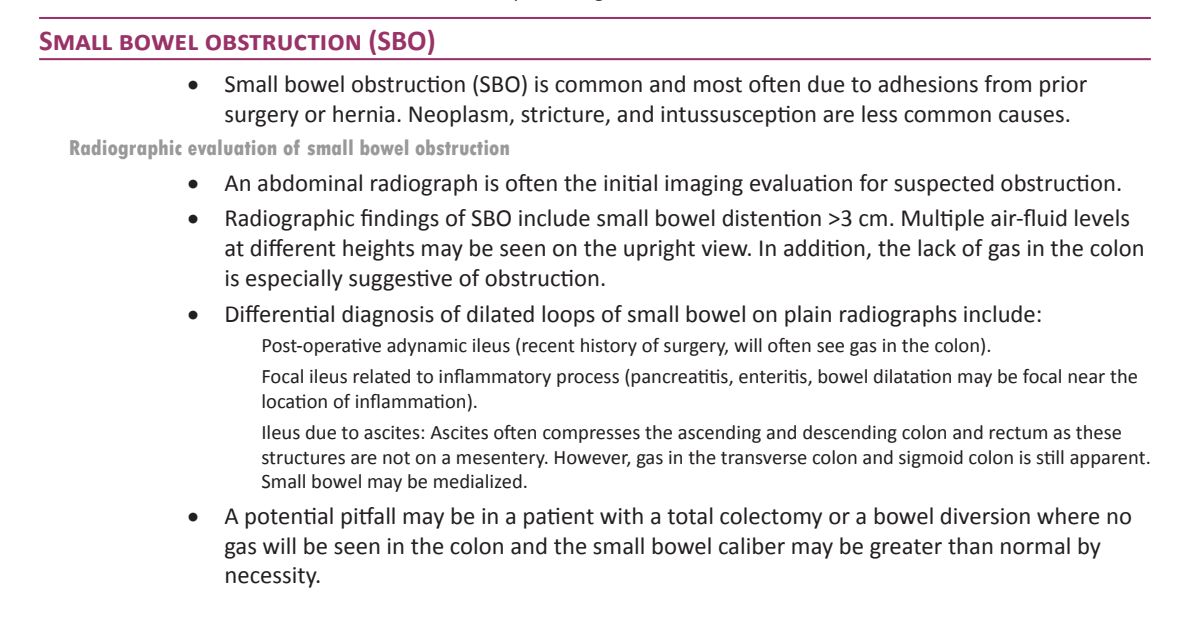 SMALL BOWEL OBSTRUCTION (SBO)
• Small bowel obstruction (SBO) is common and most often due to adhesions from prior
surgery or hernia. Neoplasm, stricture, and intussusception are less common causes.
Radiographic evaluation of small bowel obstruction
• An abdominal radiograph is often the initial imaging evaluation for suspected obstruction.
• Radiographic findings of SBO include small bowel distention >3 cm. Multiple air-fluid levels
at different heights may be seen on the upright view. In addition, the lack of gas in the colon
is especially suggestive of obstruction.
• Differential diagnosis of dilated loops of small bowel on plain radiographs include:
Post-operative adynamic ileus (recent history of surgery, will often see gas in the colon).
Focal ileus related to inflammatory process (pancreatitis, enteritis, bowel dilatation may be focal near the
location of inflammation).
Ileus due to ascites: Ascites often compresses the ascending and descending colon and rectum as these
structures are not on a mesentery. However, gas in the transverse colon and sigmoid colon is still apparent.
Small bowel may be medialized.
• A potential pitfall may be in a patient with a total colectomy or a bowel diversion where no
gas will be seen in the colon and the small bowel caliber may be greater than normal by
necessity.